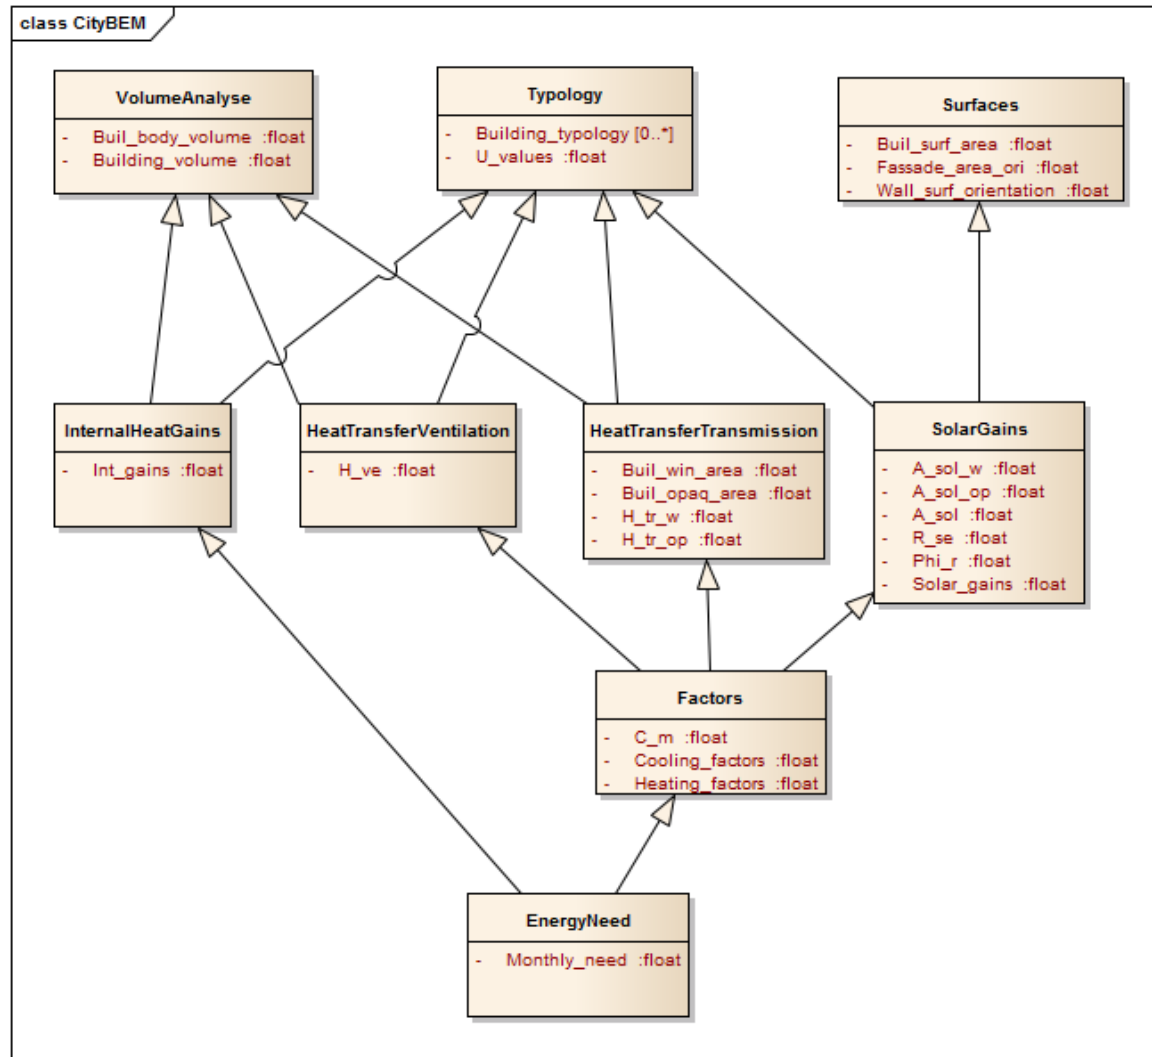 class CityBEM
VolumeAnalyse
- Buil_body_volume :float
- Building_volume :float
Typology
- Building_typology [0..*]
- U_values :float
Surfaces
- Buil_surf_area :float
- Fassade_area_ori :float
- Wall_surf_orientation :float
InternalHeatGains
- Int_gains :float
HeatTransferVentilation
- H_ve :float
HeatTransferTransmission
- Buil_win_area :float
- Buil_opaq_area :float
- H_tr_w :float
- H_tr_op :float
SolarGains
- A_sol_w :float
- A_sol_op :float
- A_sol :float
- R_se :float
- Phi_r :float
- Solar_gains :float
Factors
- C_m :float
- Cooling_factors :float
- Heating_factors :float
EnergyNeed
- Monthly_need :float